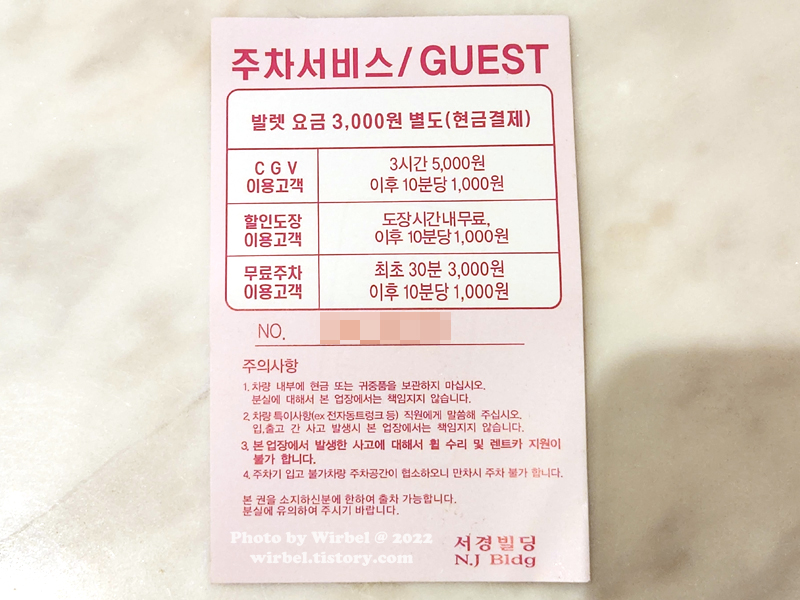 주차서비스/GUEST
발렛 요금 3,000원 별도(현금결제)
C G V
이용고객
3시간 5,000원
이후 10분당 1,000원
할인도장
이용고객
도장시간내무료,
이후 10분당 1,000원
무료주차
이용고객
최초 30분 3,000원
이후 10분당 1,000원
NO.
주의사항
1. 차량 내부에 현금 또는 귀중품을 보관하지 마십시오.
분실에 대해서 본 업장에서는 책임지지 않습니다.
2. 차량 특이사항(ex 전자동트렁크 등) 직원에게 말씀해 주십시오.
입,출고 간 사고 발생시 본 업장에서는 책임지지 않습니다.
3. 본 업장에서 발생한 사고에 대해서 휠 수리 및 렌트카 지원이
불가 합니다.
4. 주차기 입고 불가차량 주차공간이 협소하오니 만차시 주차 불가 합니다.
본 권을 소지하신분에 한하여 출차 가능합니다.
분실에 유의하여 주시기 바랍니다.
Photo by Wirbel @ 2022
wirbel.tistory.com
서경빌딩
N.J Bldg